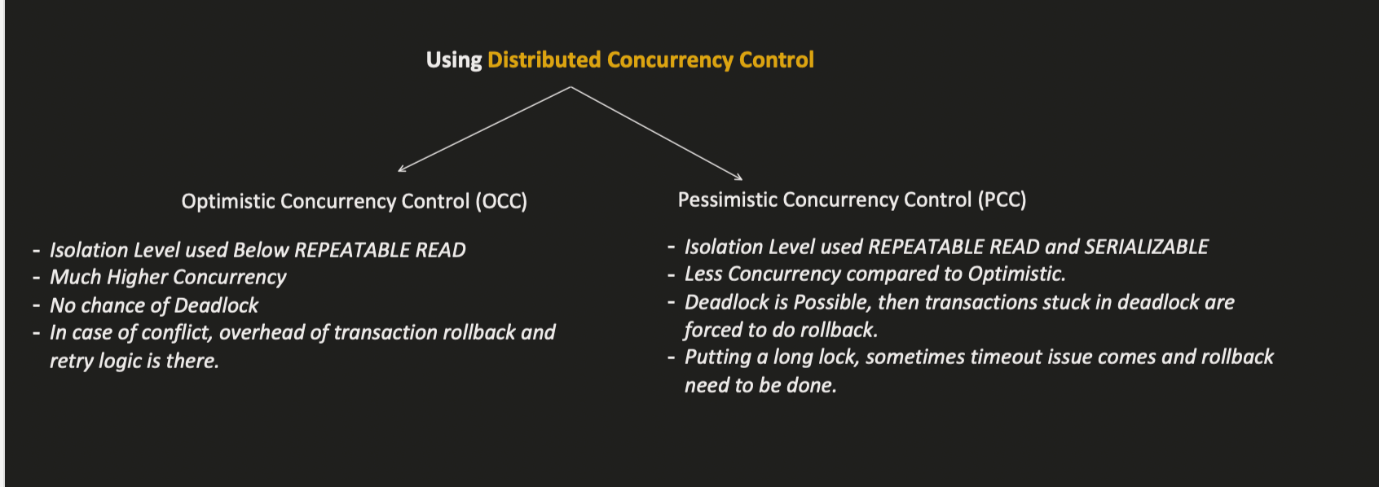 Using Distributed Concurrency Control
Optimistic Concurrency Control (OCC)
- Isolation Level used Below REPEATABLE READ
- Much Higher Concurrency
- No chance of Deadlock
- In case of conflict, overhead of transaction rollback and
retry logic is there.
Pessimistic Concurrency Control (PCC)
- Isolation Level used REPEATABLE READ and SERIALIZABLE
- Less Concurrency compared to Optimistic.
- Deadlock is Possible, then transactions stuck in deadlock are
forced to do rollback.
- Putting a long lock, sometimes timeout issue comes and rollback
need to be done.